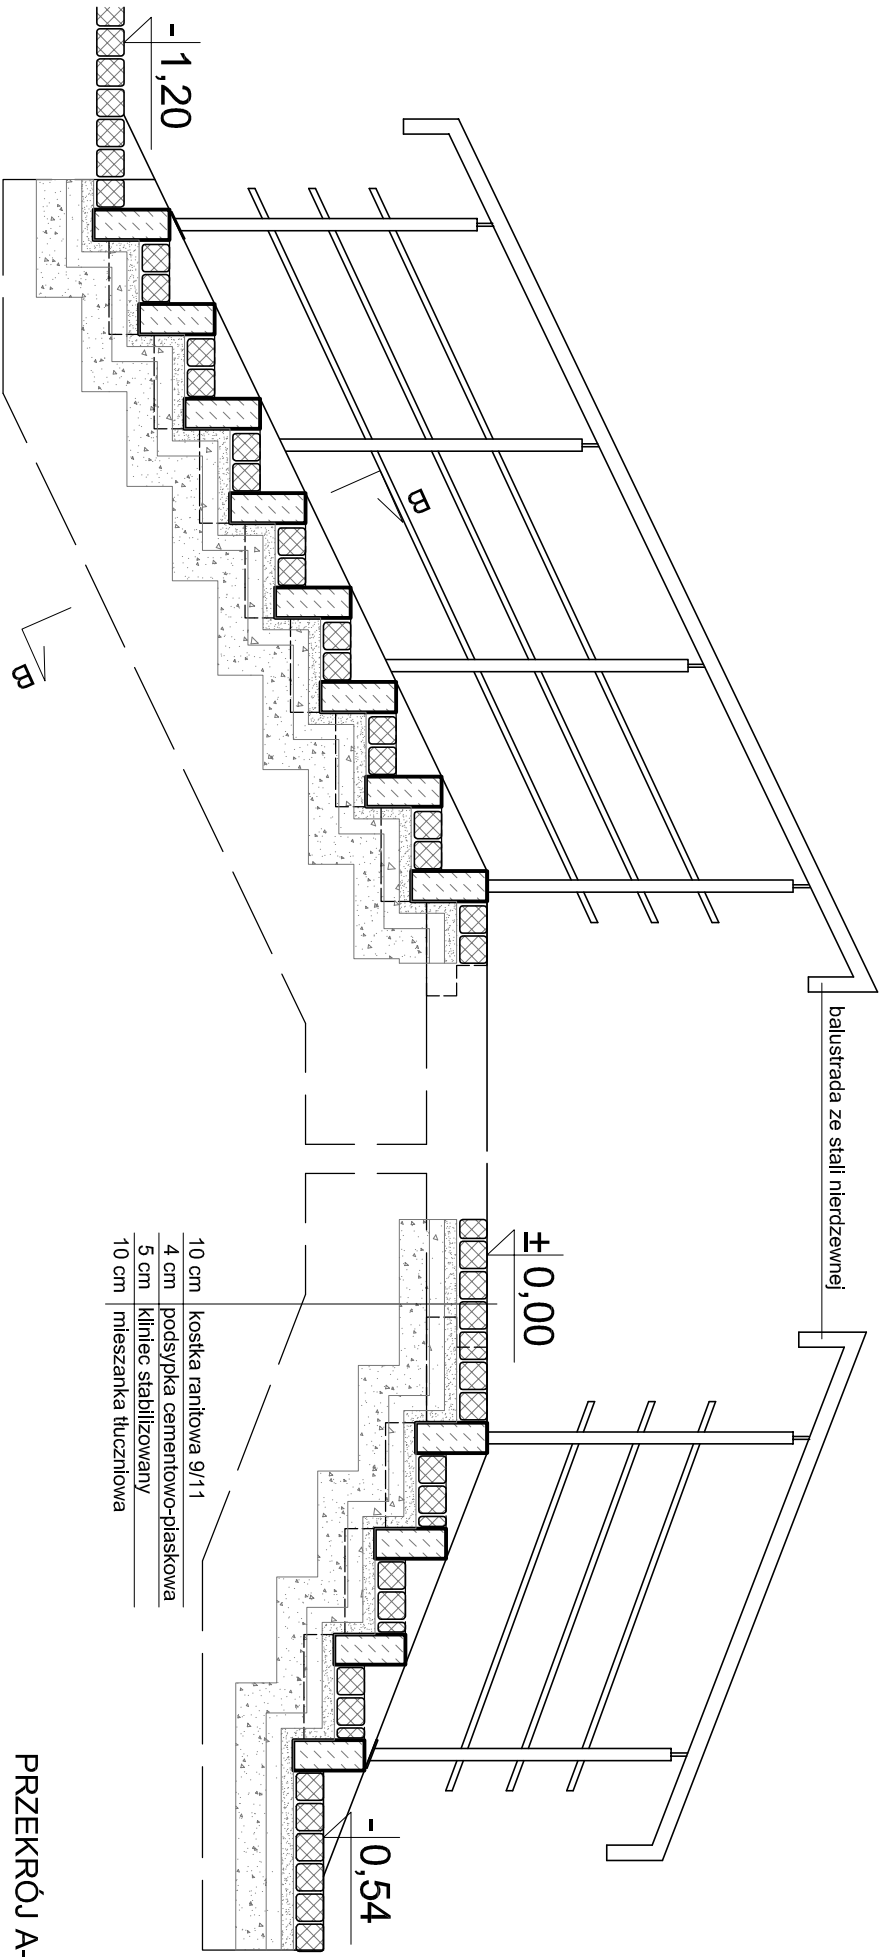 - 1,20
B
B
balustrada ze stali nierdzewnej
± 0,00
10 cm kostka ranitowa 9/11
4 cm podsypka cementowo-piaskowa
5 cm kliniec stabilizowany
10 cm mieszanka tłuczniowa
- 0,54
PRZEKRÓJ A-